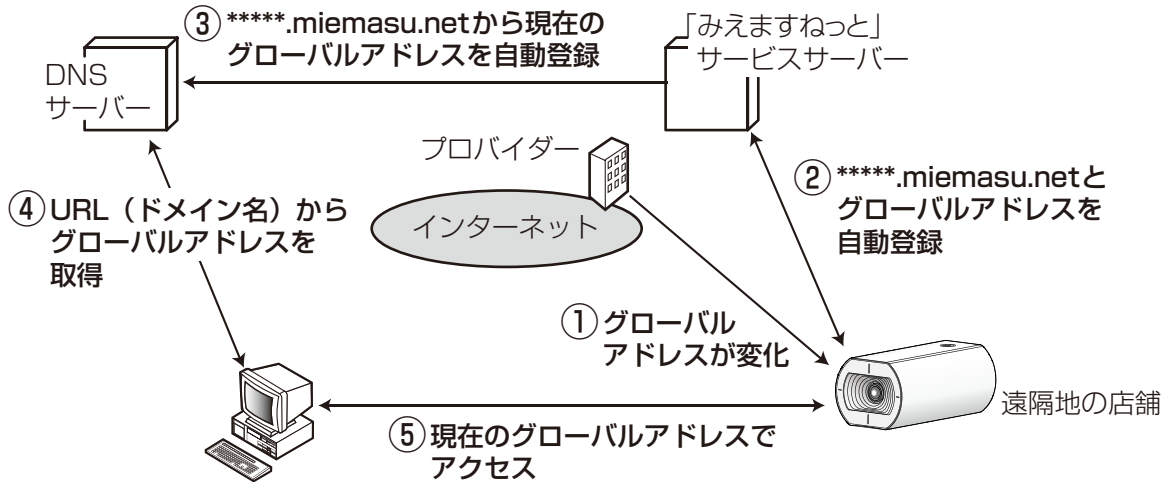 ③*****.miemasu.netから現在の
グローバルアドレスを自動登録
「みえますねっと」
サービスサーバー
DNS
サーバー
プロバイダー
インターネット
②*****.miemasu.netと
グローバルアドレスを
自動登録
④URL（ドメイン名）から
グローバルアドレスを
取得
①グローバル
アドレスが変化
遠隔地の店舗
⑤現在のグローバルアドレスで
アクセス